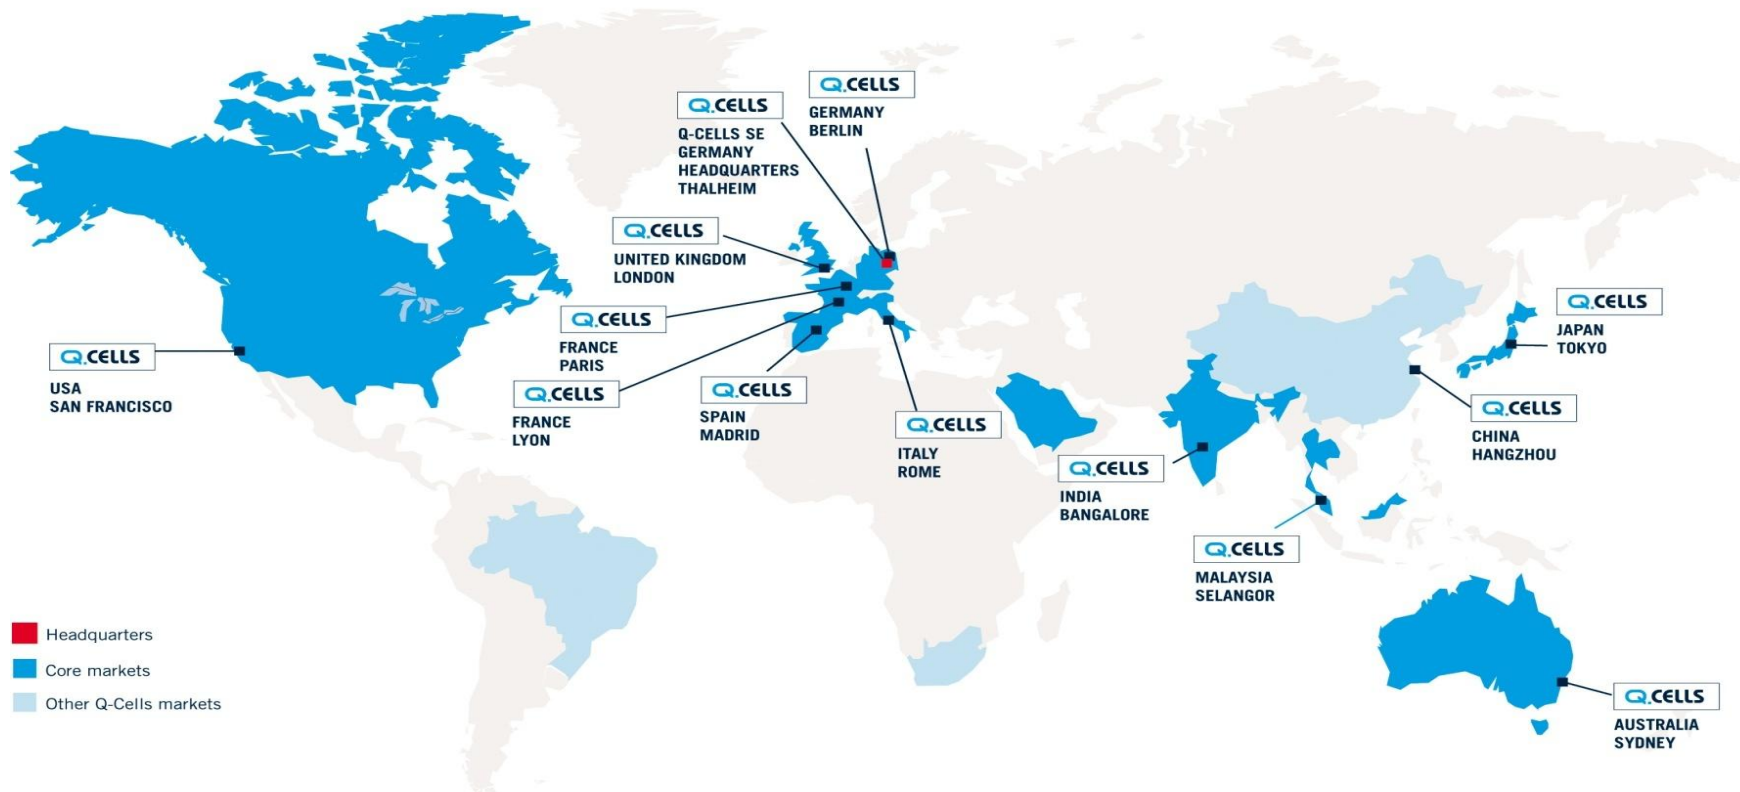 Q.CELLS
GERMANY
BERLIN
Q.CELLS
Q-CELLS SE
GERMANY
HEADQUARTERS
THALHEIM
Q.CELLS
UNITED KINGDOM
LONDON
Q.CELLS
FRANCE
PARIS
Q.CELLS
FRANCE
LYON
Q.CELLS
USA
SAN FRANCISCO
Q.CELLS
SPAIN
MADRID
Q.CELLS
ITALY
ROME
Q.CELLS
JAPAN
TOKYO
Q.CELLS
CHINA
HANGZHOU
Q.CELLS
INDIA
BANGALORE
Q.CELLS
MALAYSIA
SELANGOR
Q.CELLS
AUSTRALIA
SYDNEY
Headquarters
Core markets
Other Q-Cells markets